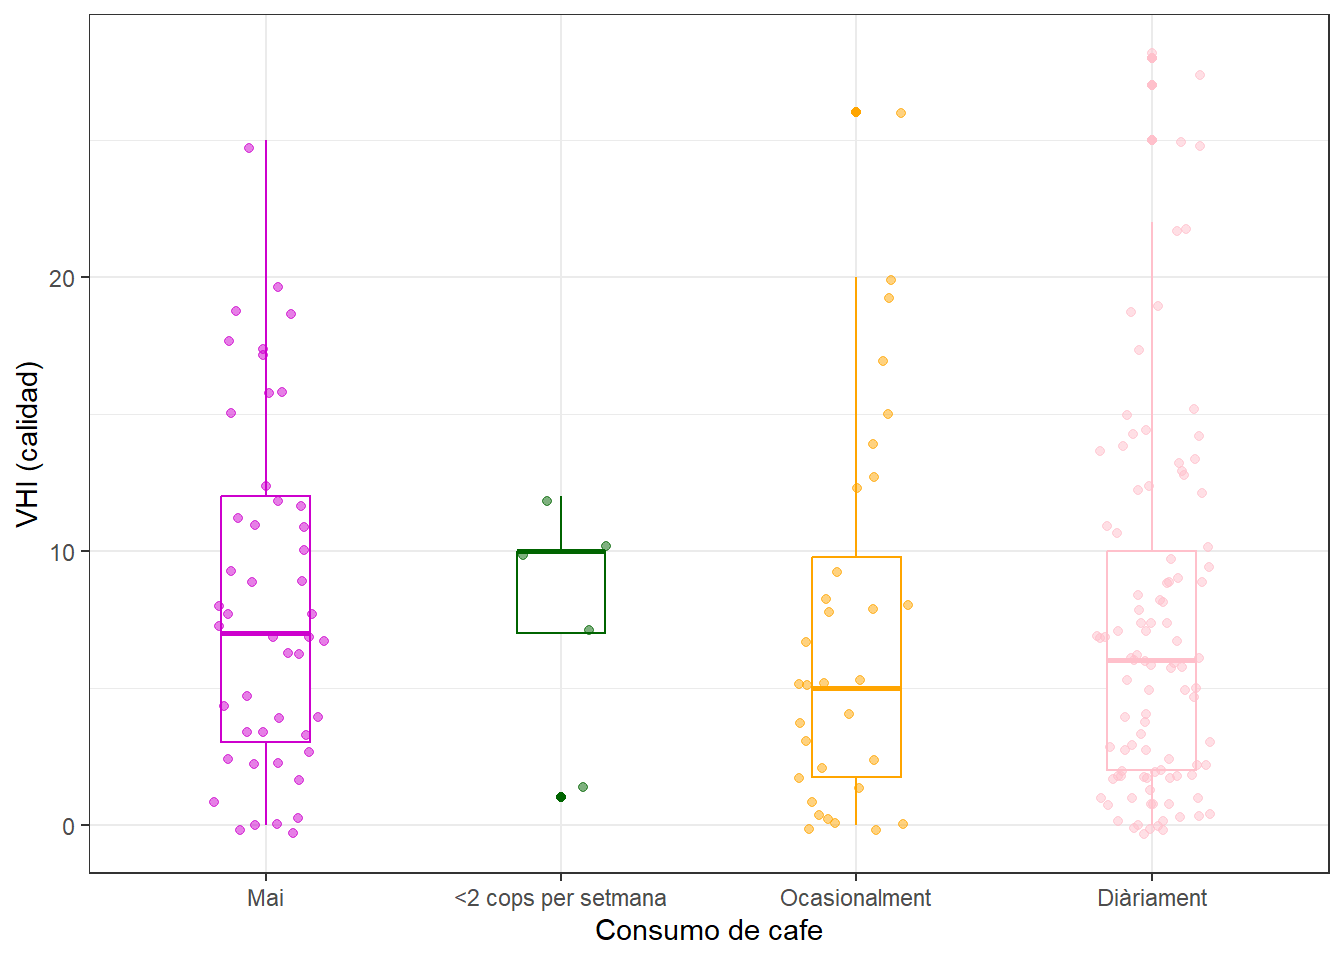 VHI (calidad)
20
10
0
Mai
<2 cops per setmana
Ocasionalment
Diàriament
Consumo de cafe